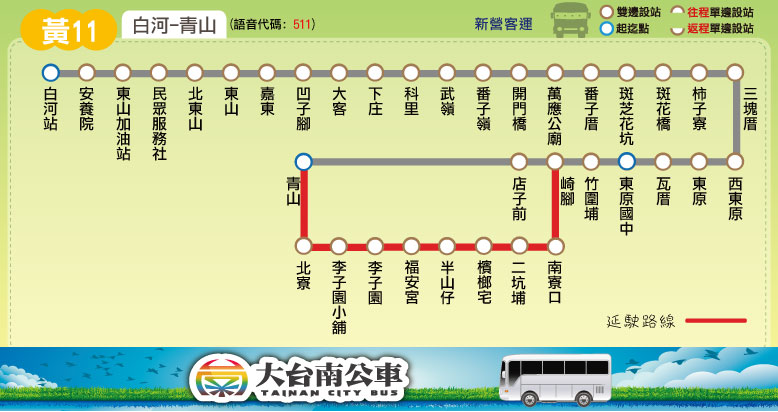 黃11
白河–青山
(語音代碼：511)
新營客運
雙邊設站
往程單邊設站
起迄點
返程單邊設站
白河站
安養院
東山加油站
民眾服務社
北東山
東山
嘉東
凹子腳
大客
下庄
科里
武嶺
番子嶺
開門橋
萬應公廟
番子厝
斑芝花坑
斑花橋
柿子寮
三塊厝
青山
店子前
崎腳
竹圍埔
東原國中
瓦厝
東原
西東原
北寮
李子園小舖
李子園
福安宮
半山仔
檳榔宅
二坑埔
南寮口
延駛路線
大台南公車
TAINAN CITY BUS